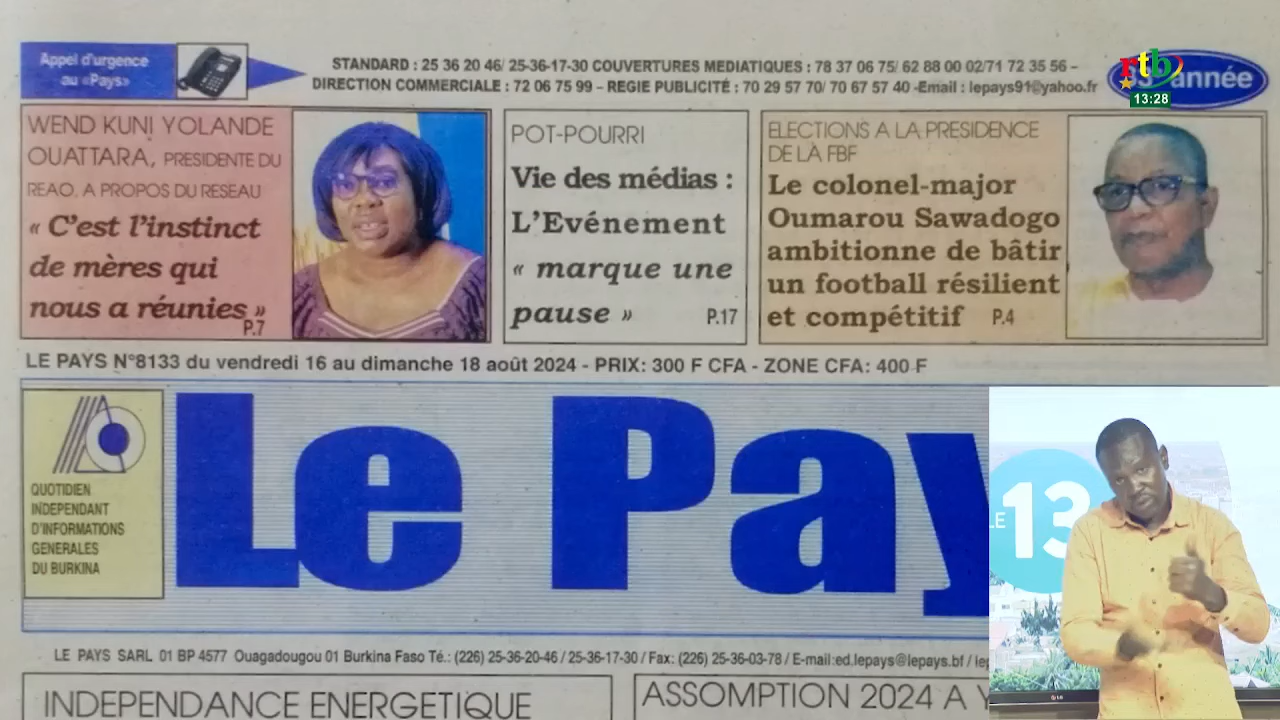 Appel d'urgence
au «Pays»
STANDARD : 25 36 20 46/ 25-36-17-30 COUVERTURES MEDIATIQUES : 78 37 06 75/ 62 88 00 02/71 72 35 56 –
DIRECTION COMMERCIALE : 72 06 75 99 – REGIE PUBLICITÉ : 70 29 57 70/ 70 67 57 40 -Email : lepays91@yahoo.fr
rtb
année
13:28
WEND KUNI YOLANDE
OUATTARA, PRESIDENTE DU
REAO, A PROPOS DU RESEAU
« C'est l'instinct
de mères qui
nous a réunies »
P.7
POT-POURRI
Vie des médias :
L'Evénement
« marque une
pause » P.17
ELECTIONS A LA PRESIDENCE
DE LA FBF
Le colonel-major
Oumarou Sawadogo
ambitionne de bâtir
un football résilient
et compétitif P.4
LE PAYS N°8133 du vendredi 16 au dimanche 18 août 2024 - PRIX: 300 F CFA - ZONE CFA: 400 F
QUOTIDIEN
INDEPENDANT
D'INFORMATIONS
GENERALES
DU BURKINA
Le Pay
LE 13
LE PAYS SARL 01 BP 4577 Ouagadougou 01 Burkina Faso Té.: (226) 25-36-20-46 / 25-36-17-30 / Fax: (226) 25-36-03-78 / E-mail:ed.lepays@lepays.bf / lep
LG
INDEPENDANCE ENERGETIQUE
ASSOMPTION 2024 A Y